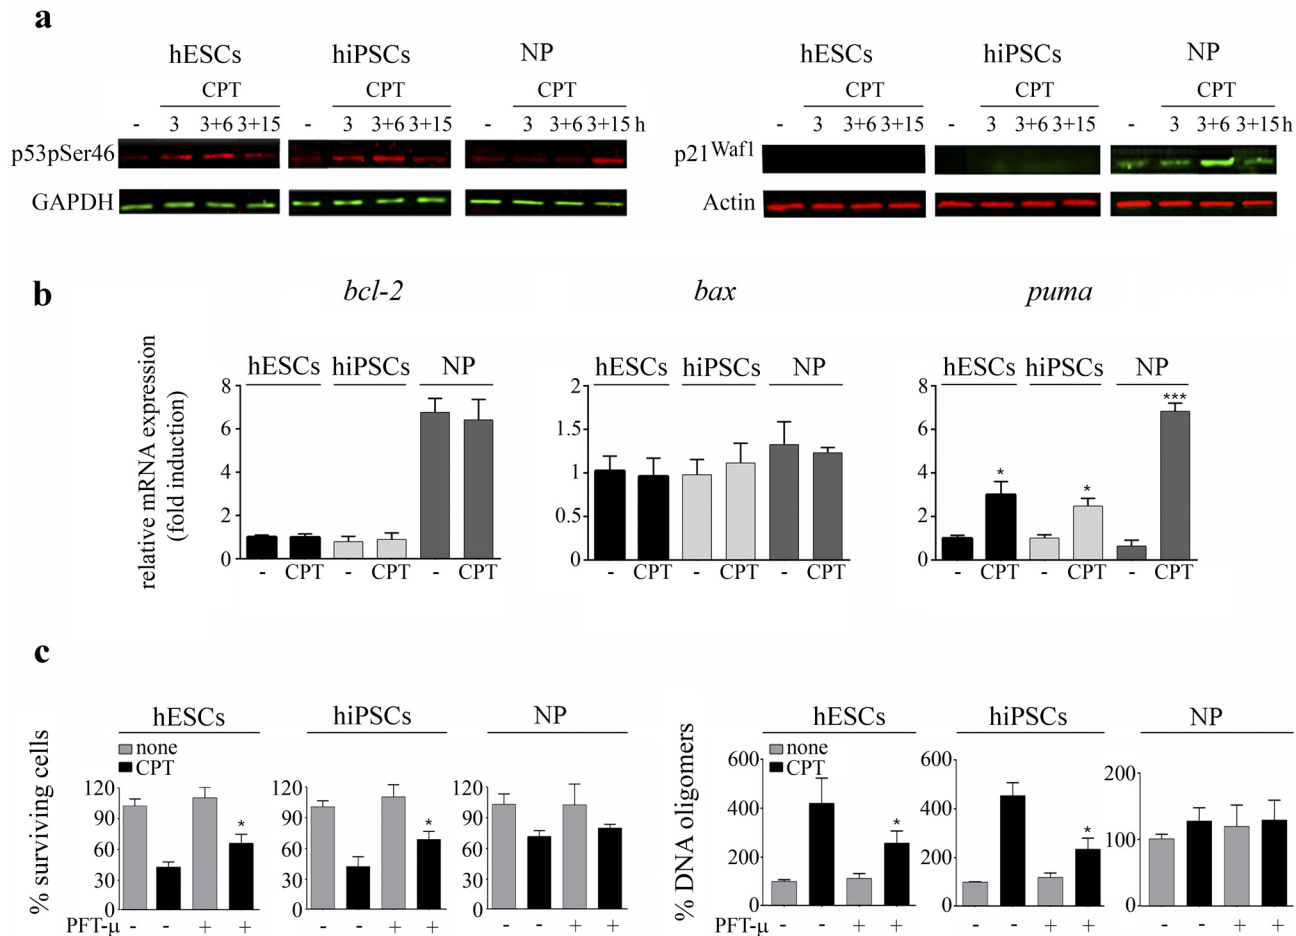 a
hESCs hiPSCs NP hESCs hiPSCs NP
CPT CPT CPT CPT CPT CPT
- 3 3+6 3+15 - 3 3+6 3+15 - 3 3+6 3+15 h - 3 3+6 3+15 - 3 3+6 3+15 - 3 3+6 3+15 h
p53pSer46 p21Waf1
GAPDH Actin
b
bcl-2 bax puma
hESCs hiPSCs NP hESCs hiPSCs NP hESCs hiPSCs NP
relative mRNA expression
(fold induction)
8 2 8
***
6 1.5 6
4 1 4
* *
2 0.5 2
0 0 0
- CPT - CPT - CPT - CPT - CPT - CPT - CPT - CPT - CPT
c
hESCs hiPSCs NP hESCs hiPSCs NP
% surviving cells
none
CPT
120 120 120
90 90 90
* *
60 60 60
30 30 30
0 0 0
PFT-μ - - + + - - + + - - + +
% DNA oligomers
none
CPT
600 600 200
400 400
* *
100
200 200
0 0 0
PFT-μ - - + + - - + + - - + +